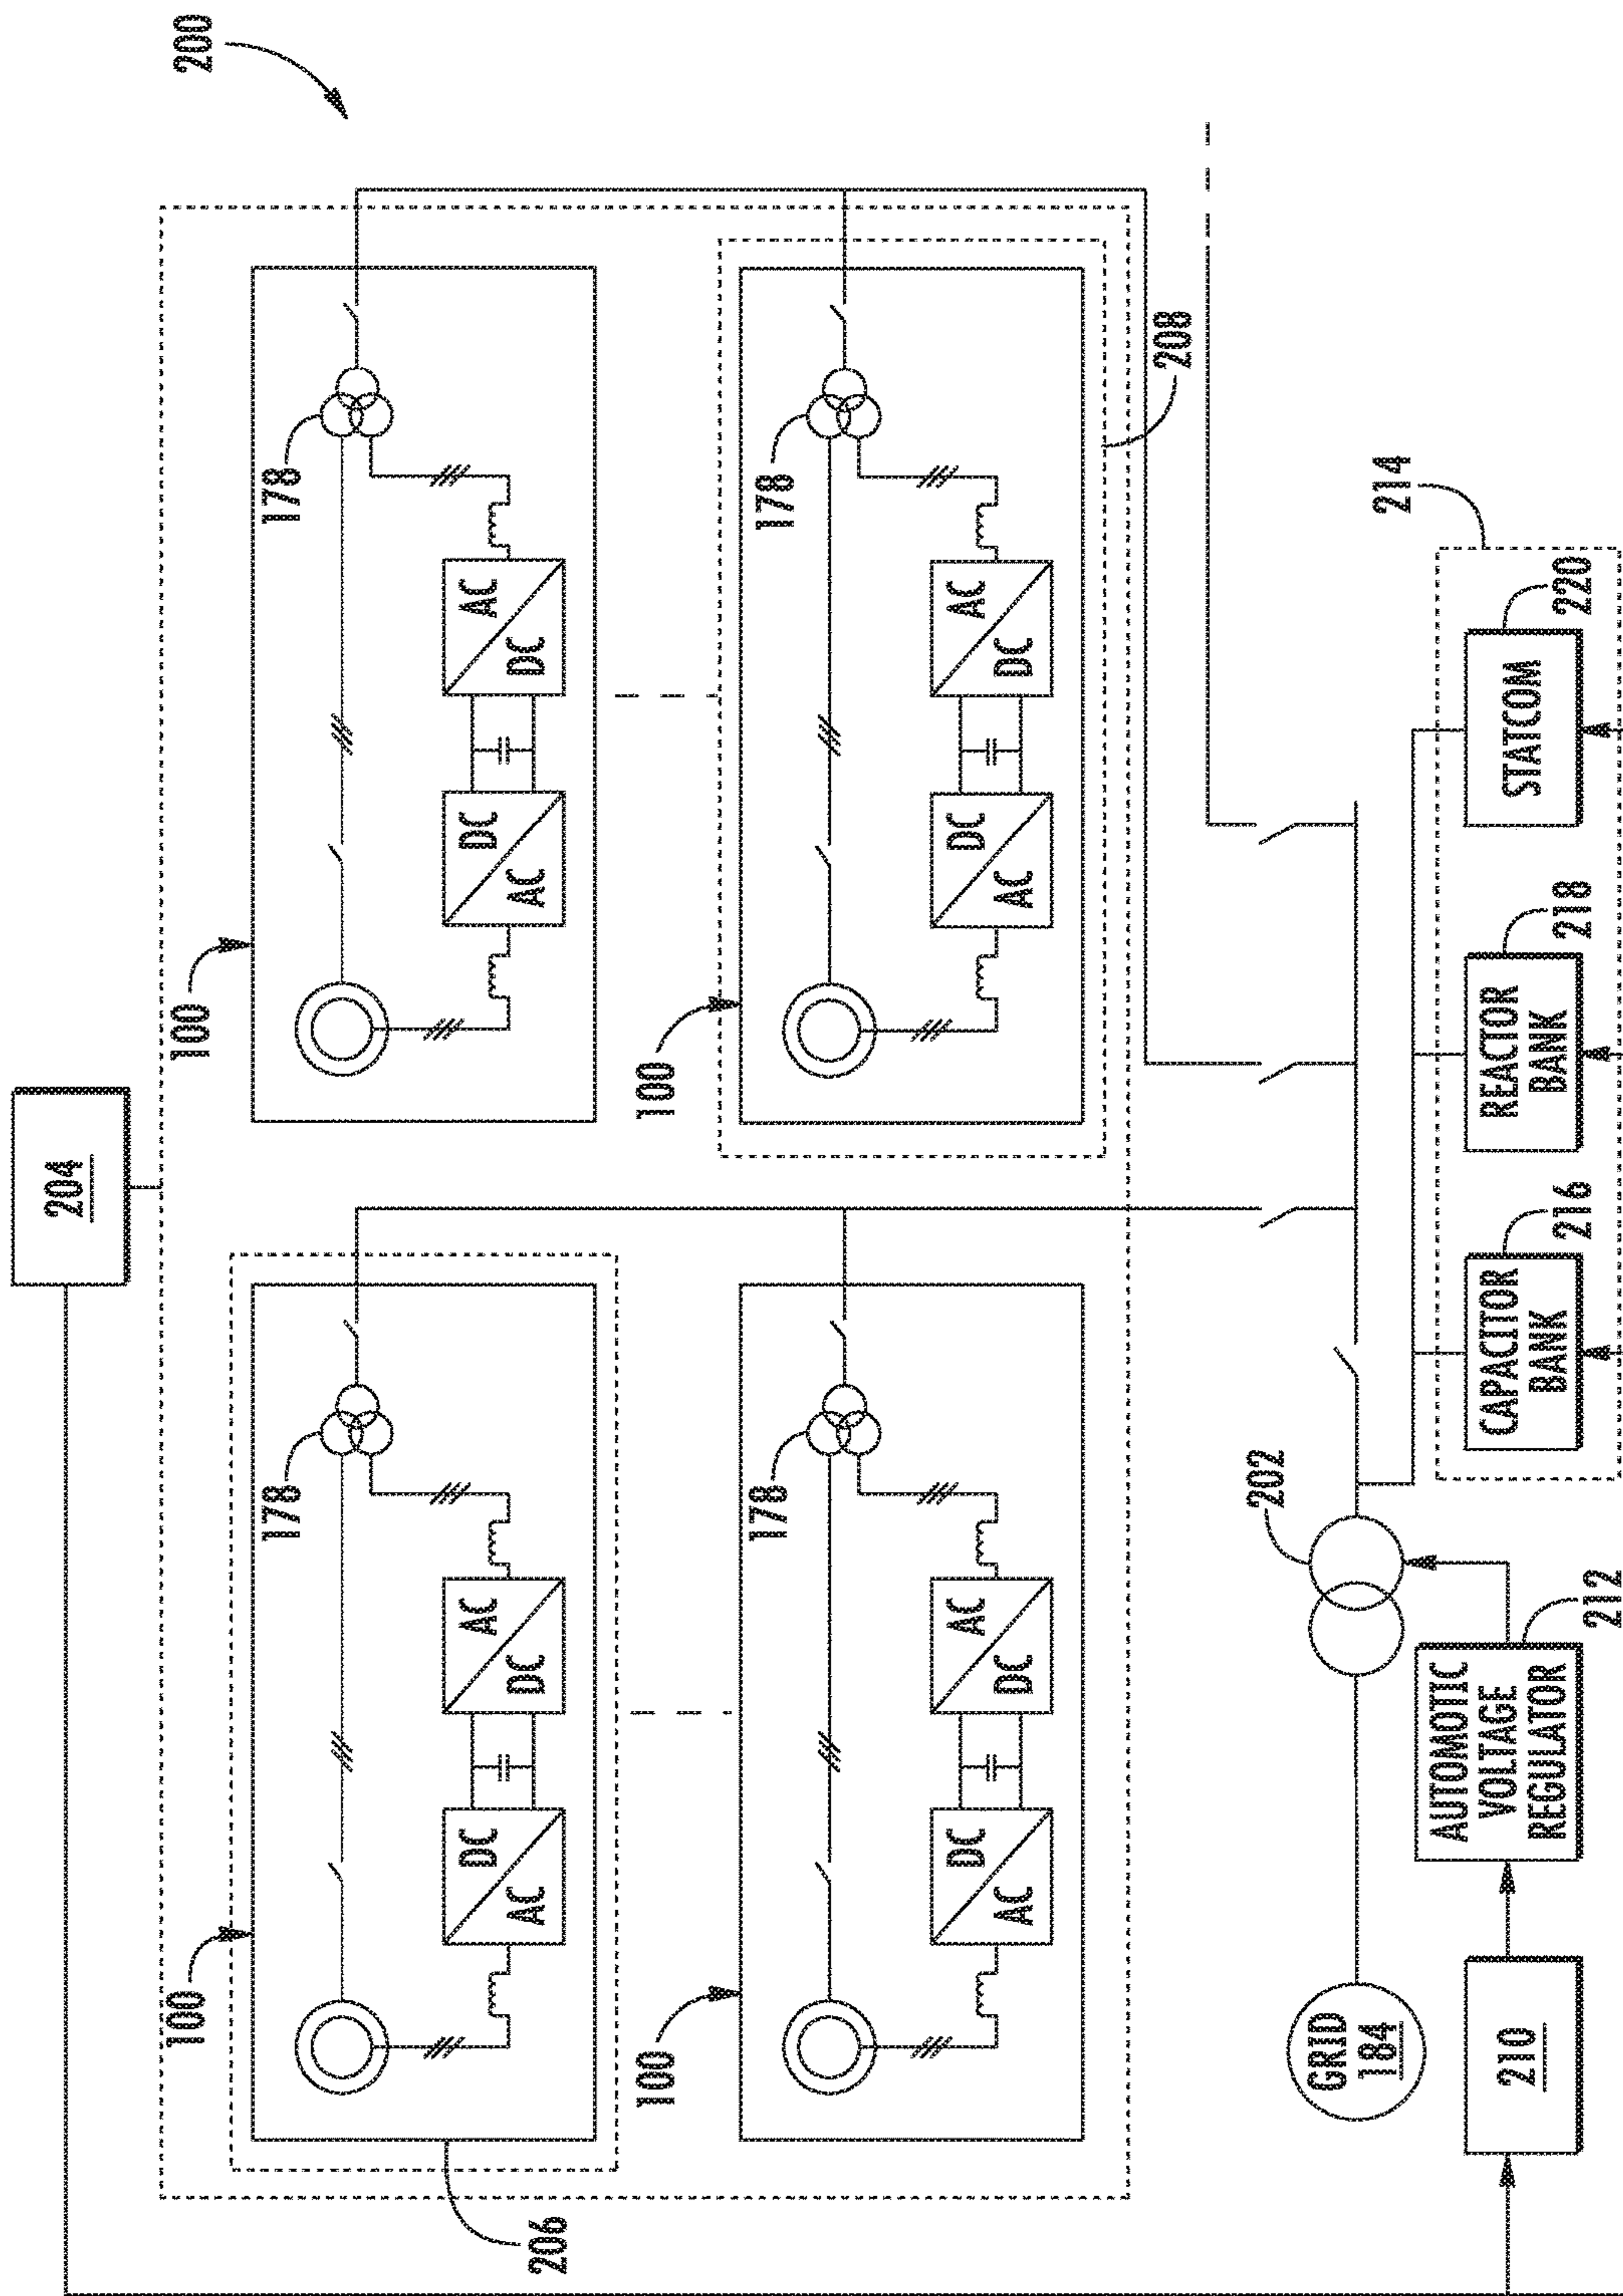 204
200
100
100
178
178
DC
AC
DC
AC
AC
DC
AC
DC
206
100
100
178
178
DC
AC
DC
AC
AC
DC
AC
DC
208
202
GRID
184
214
210
AUTOMOTIC
VOLTAGE
REGULATOR
212
CAPACITOR
BANK
216
REACTOR
BANK
218
STATCOM
220